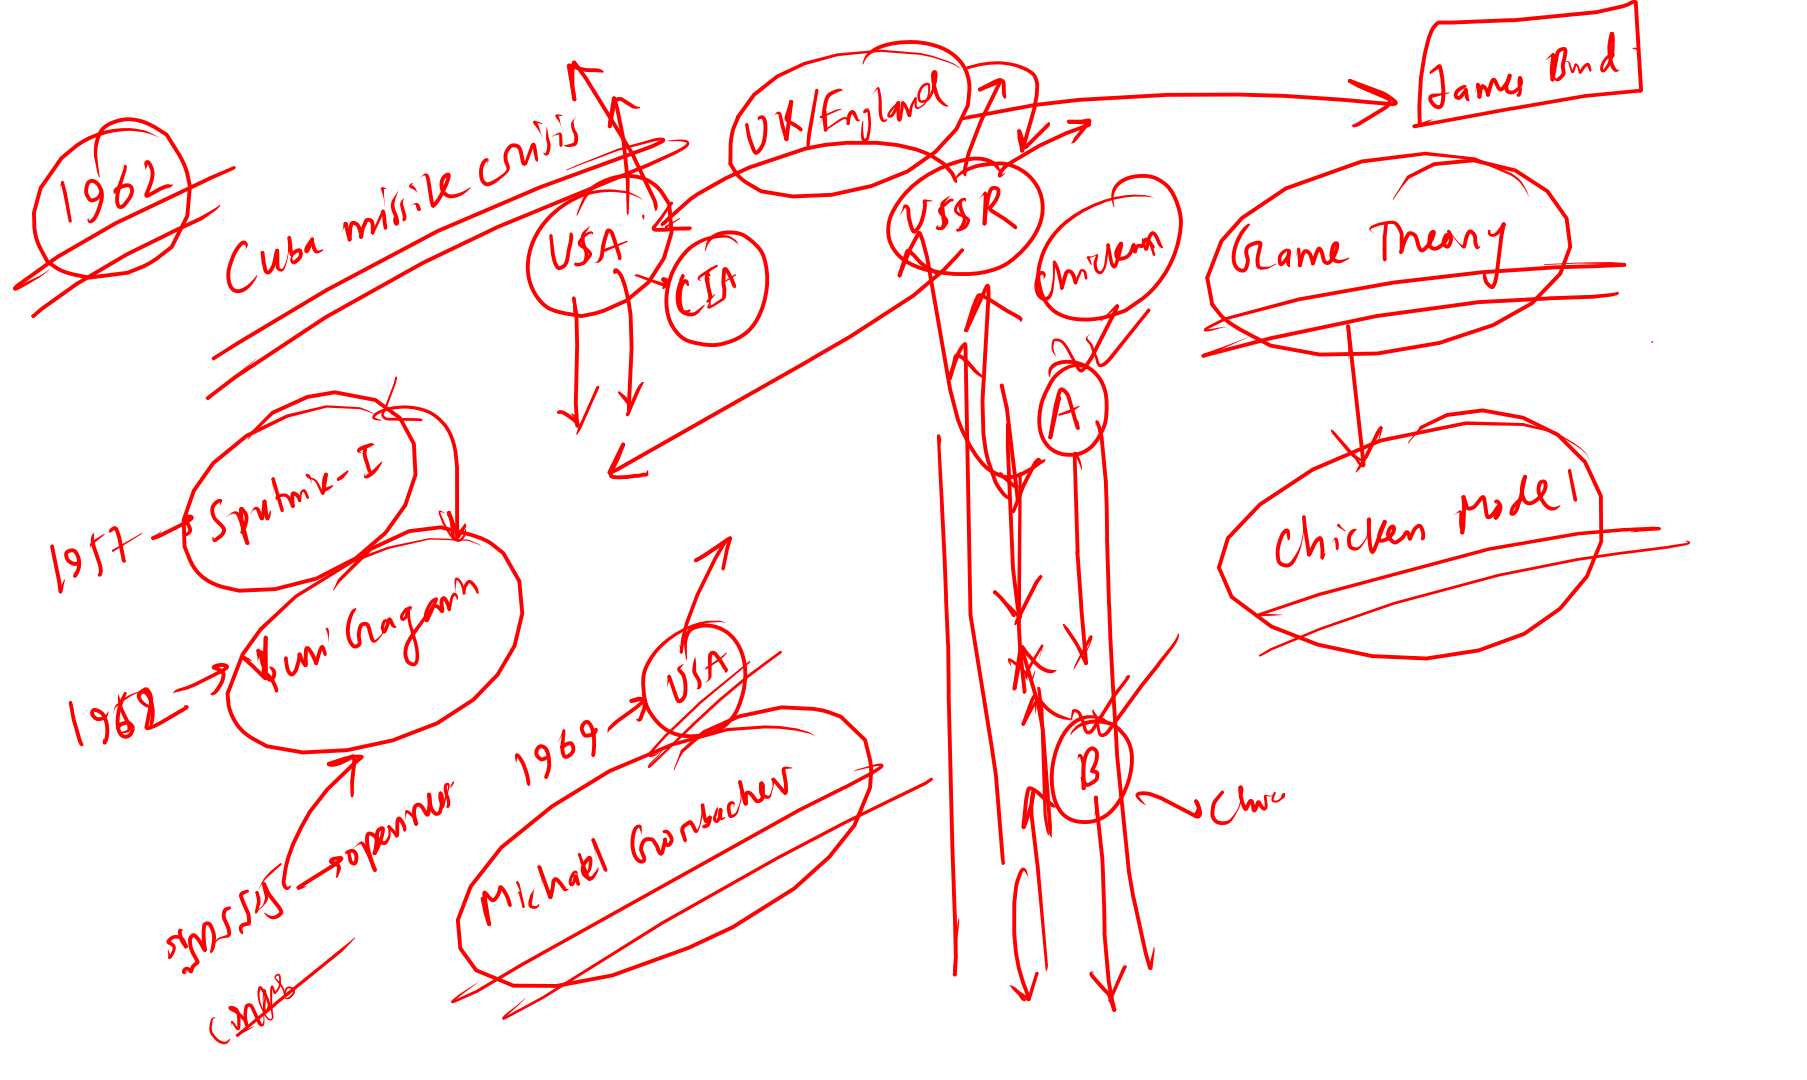 1962
Cuba missile crisis
UK/England
James Bond
USA
CIA
USSR
chicken
Game Theory
A
Chicken Model
1957
Sputnik-I
Yuri Gagarin
1969
USA
B
openness
Michael Gorbachev